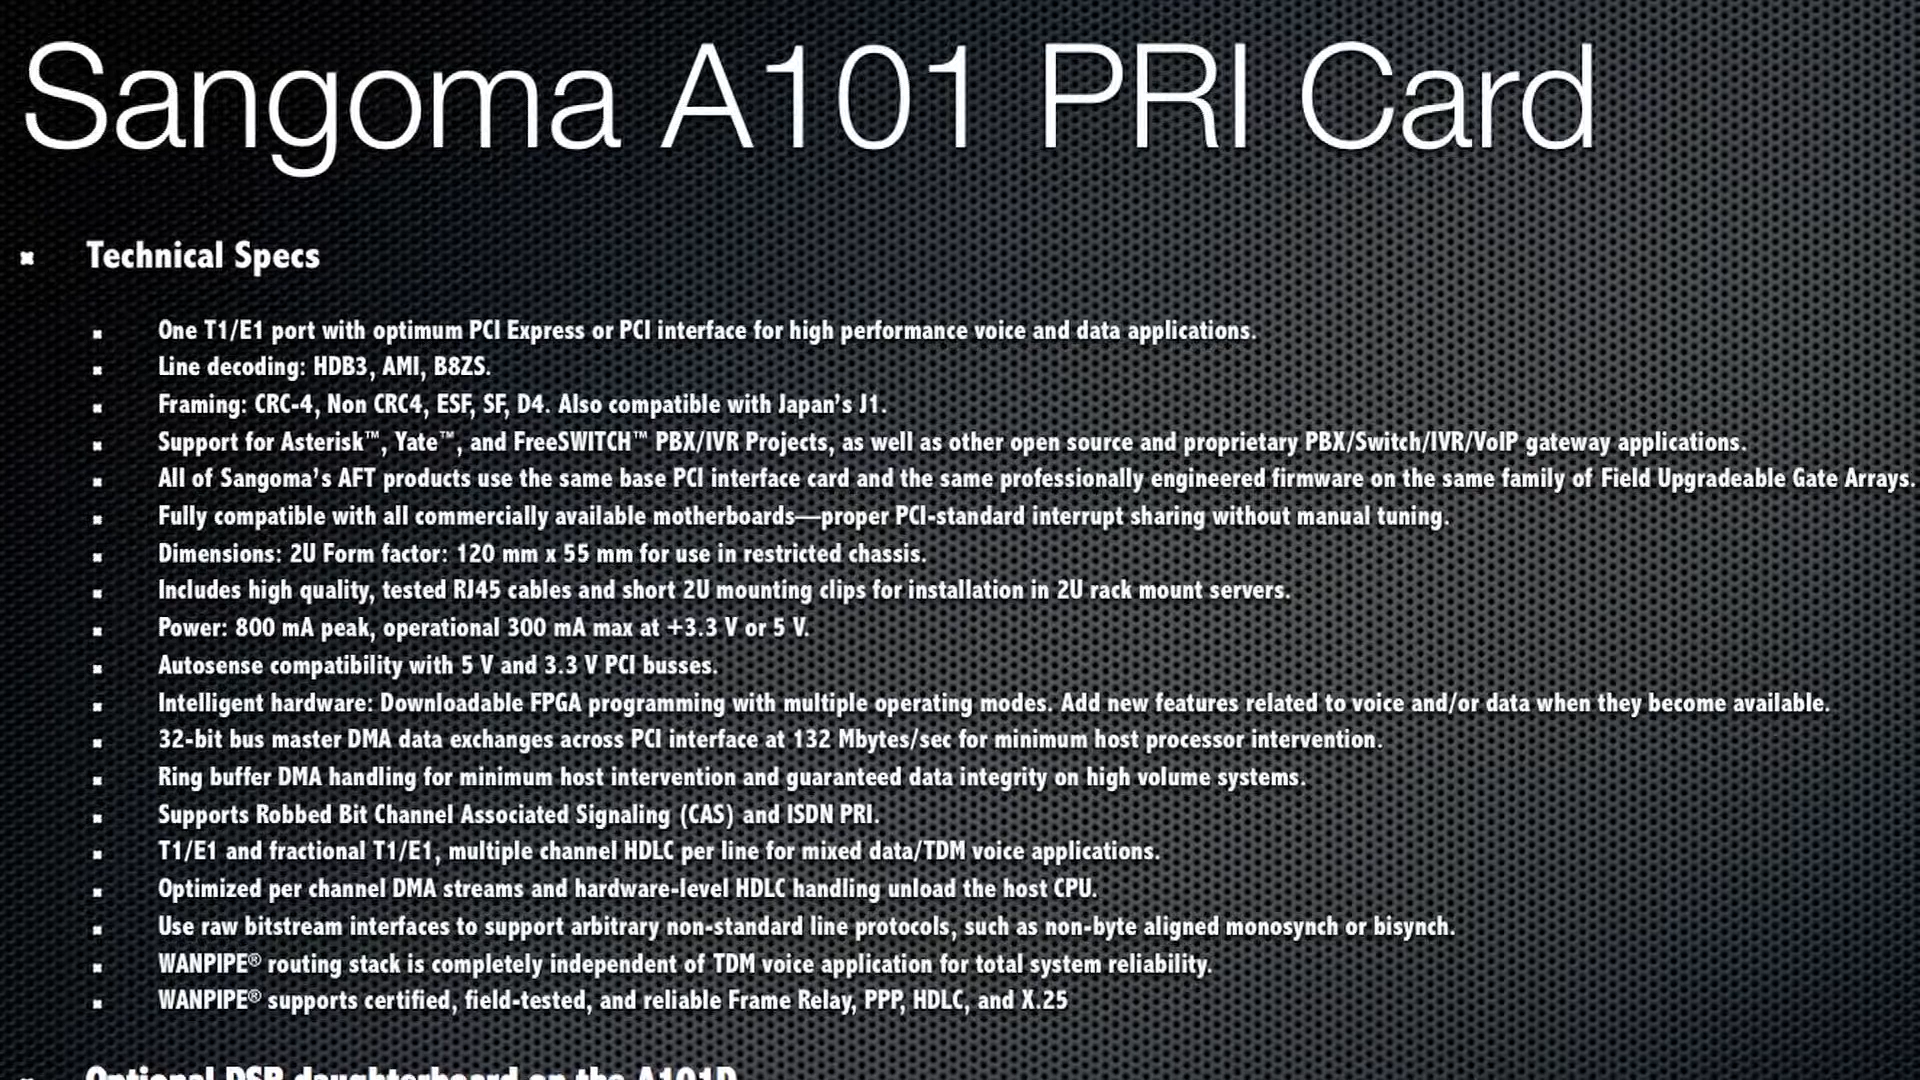 Sangoma A101 PRI Card
Technical Specs
One T1/E1 port with optimum PCI Express or PCI interface for high performance voice and data applications.
Line decoding: HDB3, AMI, B8ZS.
Framing: CRC-4, Non CRC4, ESF, SF, D4. Also compatible with Japan’s J1.
Support for Asterisk™, Yate™, and FreeSWITCH™ PBX/IVR Projects, as well as other open source and proprietary PBX/Switch/IVR/VoIP gateway applications.
All of Sangoma’s AFT products use the same base PCI interface card and the same professionally engineered firmware on the same family of Field Upgradeable Gate Arrays.
Fully compatible with all commercially available motherboards—proper PCI-standard interrupt sharing without manual tuning.
Dimensions: 2U Form factor: 120 mm x 55 mm for use in restricted chassis.
Includes high quality, tested RJ45 cables and short 2U mounting clips for installation in 2U rack mount servers.
Power: 800 mA peak, operational 300 mA max at +3.3 V or 5 V.
Autosense compatibility with 5 V and 3.3 V PCI busses.
Intelligent hardware: Downloadable FPGA programming with multiple operating modes. Add new features related to voice and/or data when they become available.
32-bit bus master DMA data exchanges across PCI interface at 132 Mbytes/sec for minimum host processor intervention.
Ring buffer DMA handling for minimum host intervention and guaranteed data integrity on high volume systems.
Supports Robbed Bit Channel Associated Signaling (CAS) and ISDN PRI.
T1/E1 and fractional T1/E1, multiple channel HDLC per line for mixed data/TDM voice applications.
Optimized per channel DMA streams and hardware-level HDLC handling unload the host CPU.
Use raw bitstream interfaces to support arbitrary non-standard line protocols, such as non-byte aligned monosynch or bisynch.
WANPIPE® routing stack is completely independent of TDM voice application for total system reliability.
WANPIPE® supports certified, field-tested, and reliable Frame Relay, PPP, HDLC, and X.25
Optional DSP daughterboard on the A101D